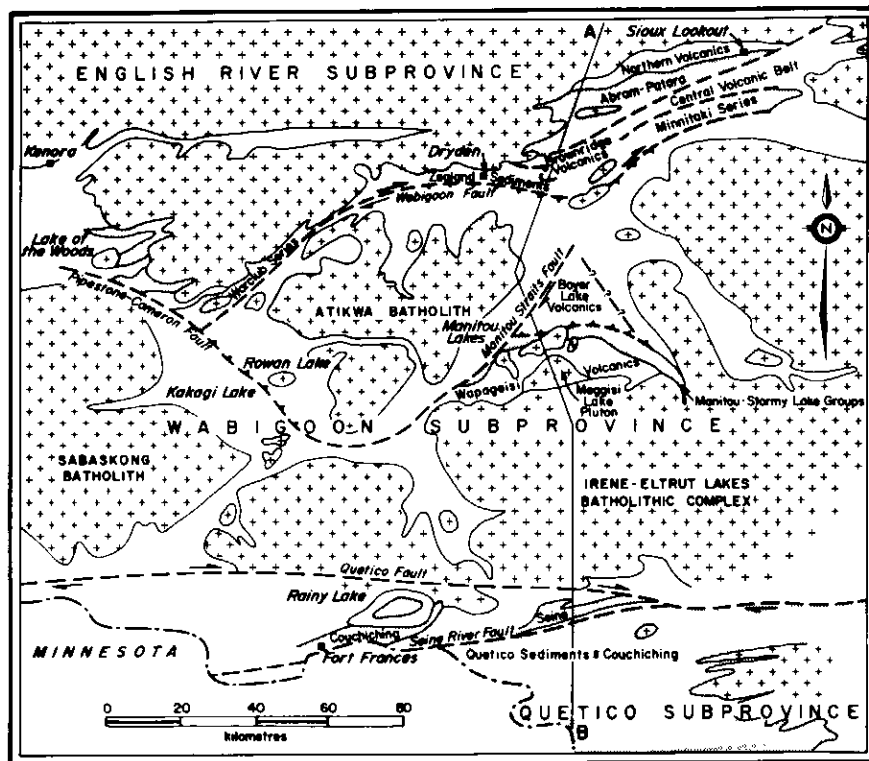 A
Sioux Lookout
Northern Volcanics
ENGLISH RIVER SUBPROVINCE
Abram-Patara
Central Volcanic Belt
Minnitaki Series
Kenora
Dryden
Brownridge
Volcanics
Zealand Sediments
Wabigoon Fault
N
Lake of
the Woods
Warclub Series
Pipestone-Cameron Fault
ATIKWA BATHOLITH
Manitou Straits Fault
?
?
Boyer
Lake
Volcanics
Manitou
Lakes
Rowan Lake
Kakagi Lake
Wapageisi
Volcanics
Meggisi
Lake
Pluton
Manitou-Stormy Lake Groups
WABIGOON SUBPROVINCE
SABASKONG
BATHOLITH
IRENE-ELTRUT LAKES
BATHOLITHIC COMPLEX
Quetico Fault
Rainy Lake
Seine
Couchiching
Seine River Fault
MINNESOTA
Fort Frances
Quetico Sediments & Couchiching
QUETICO SUBPROVINCE
B
0 20 40 60 80
kilometres